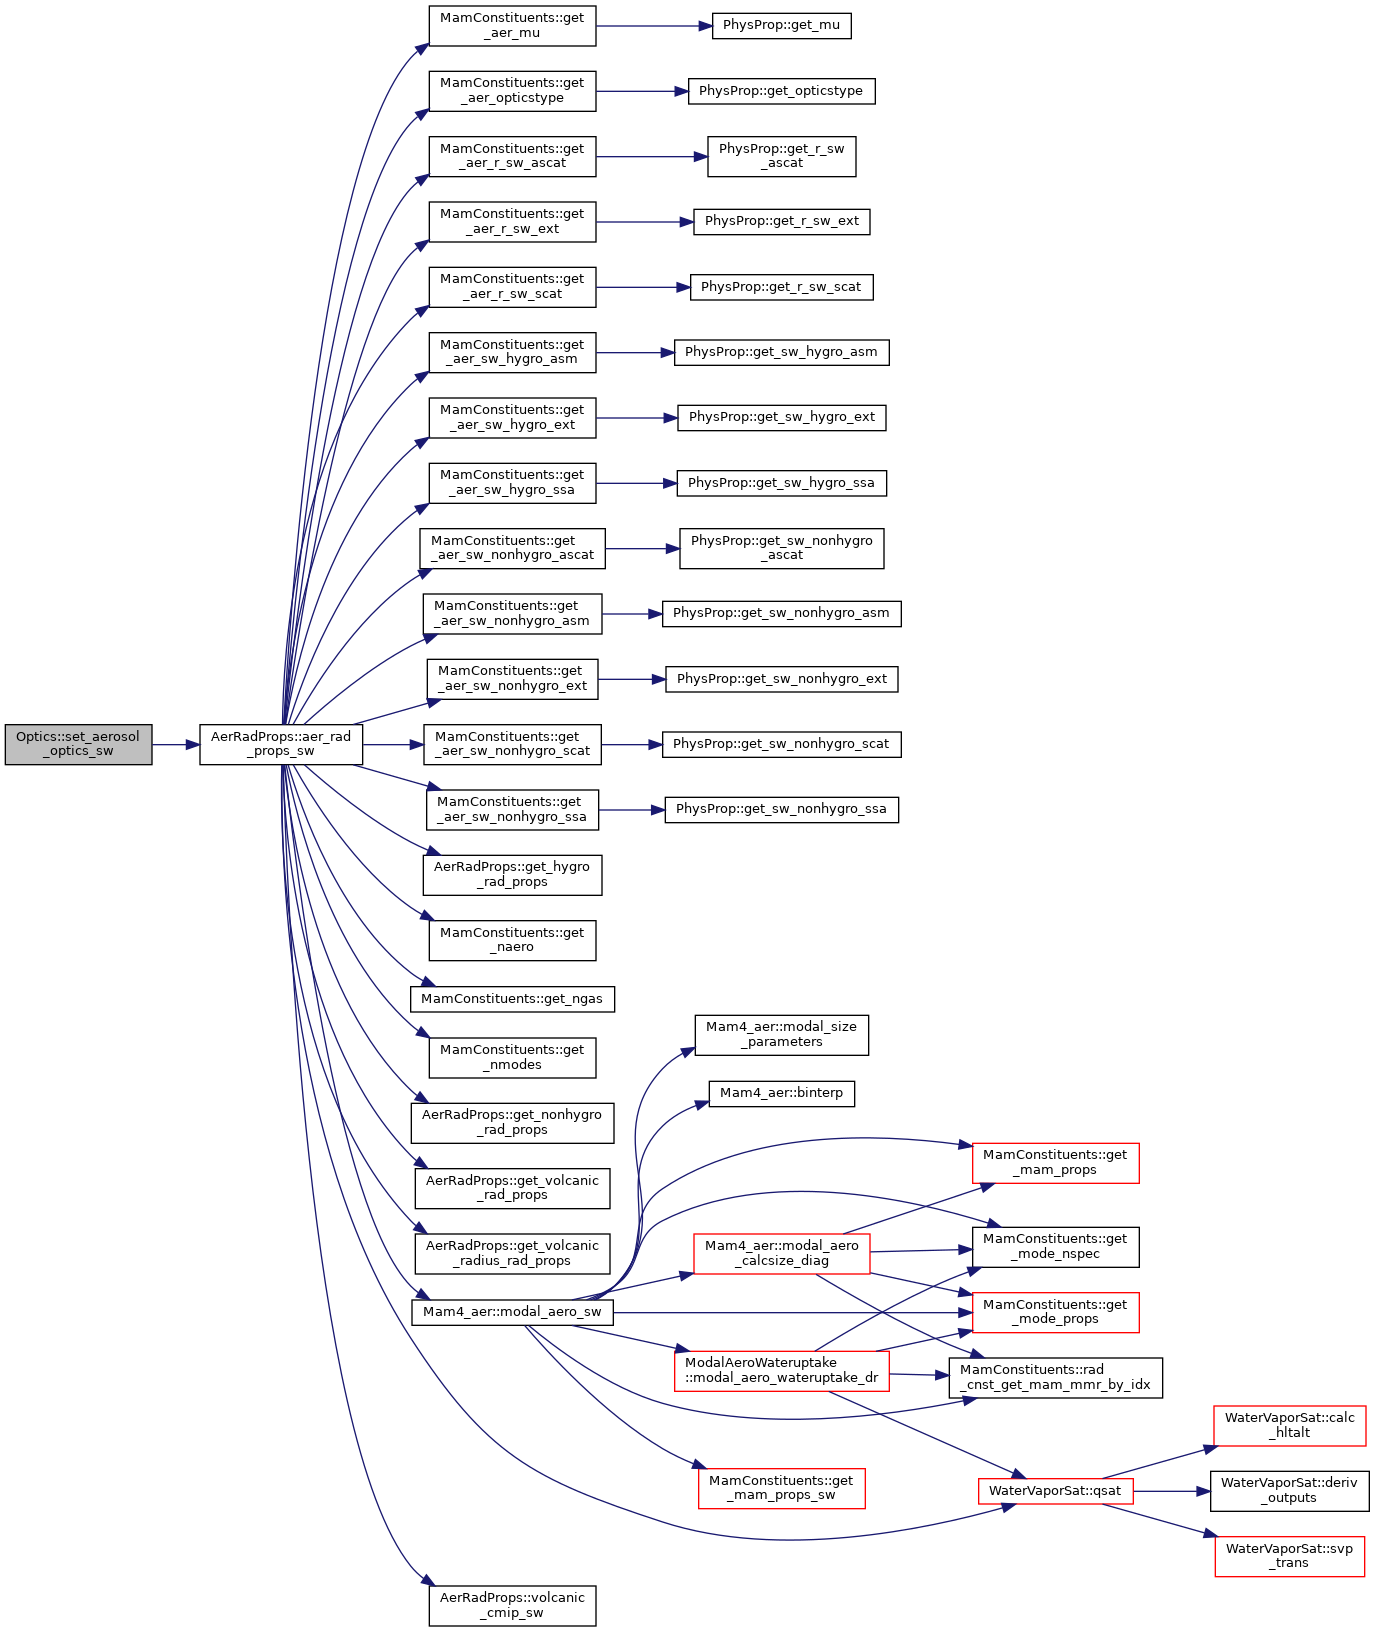 Optics::set_aerosol
_optics_sw
AerRadProps::aer_rad
_props_sw
MamConstituents::get
_aer_mu
PhysProp::get_mu
MamConstituents::get
_aer_opticstype
PhysProp::get_opticstype
MamConstituents::get
_aer_r_sw_ascat
PhysProp::get_r_sw
_ascat
MamConstituents::get
_aer_r_sw_ext
PhysProp::get_r_sw_ext
MamConstituents::get
_aer_r_sw_scat
PhysProp::get_r_sw_scat
MamConstituents::get
_aer_sw_hygro_asm
PhysProp::get_sw_hygro_asm
MamConstituents::get
_aer_sw_hygro_ext
PhysProp::get_sw_hygro_ext
MamConstituents::get
_aer_sw_hygro_ssa
PhysProp::get_sw_hygro_ssa
MamConstituents::get
_aer_sw_nonhygro_ascat
PhysProp::get_sw_nonhygro
_ascat
MamConstituents::get
_aer_sw_nonhygro_asm
PhysProp::get_sw_nonhygro_asm
MamConstituents::get
_aer_sw_nonhygro_ext
PhysProp::get_sw_nonhygro_ext
MamConstituents::get
_aer_sw_nonhygro_scat
PhysProp::get_sw_nonhygro_scat
MamConstituents::get
_aer_sw_nonhygro_ssa
PhysProp::get_sw_nonhygro_ssa
AerRadProps::get_hygro
_rad_props
MamConstituents::get
_naero
MamConstituents::get_ngas
MamConstituents::get
_nmodes
AerRadProps::get_nonhygro
_rad_props
AerRadProps::get_volcanic
_rad_props
AerRadProps::get_volcanic
_radius_rad_props
Mam4_aer::modal_aero_sw
Mam4_aer::modal_size
_parameters
Mam4_aer::binterp
MamConstituents::get
_mam_props
Mam4_aer::modal_aero
_calcsize_diag
MamConstituents::get
_mode_nspec
MamConstituents::get
_mode_props
ModalAeroWateruptake
::modal_aero_wateruptake_dr
MamConstituents::rad
_cnst_get_mam_mmr_by_idx
MamConstituents::get
_mam_props_sw
WaterVaporSat::qsat
WaterVaporSat::calc
_hltalt
WaterVaporSat::deriv
_outputs
WaterVaporSat::svp
_trans
AerRadProps::volcanic
_cmip_sw